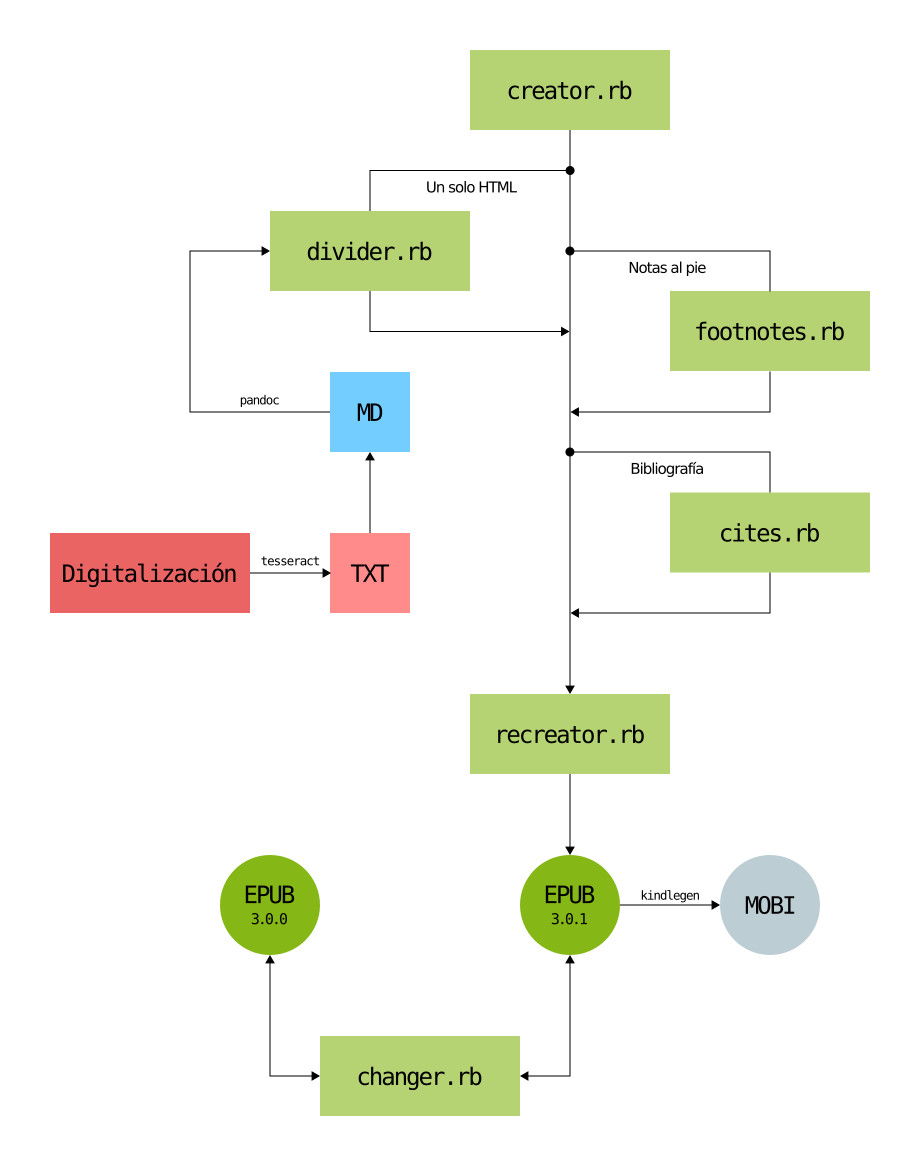 creator.rb
Un solo HTML
divider.rb
Notas al pie
footnotes.rb
pandoc
MD
Bibliografía
cites.rb
Digitalización
tesseract
TXT
recreator.rb
EPUB
3.0.0
EPUB
3.0.1
kindlegen
MOBI
changer.rb